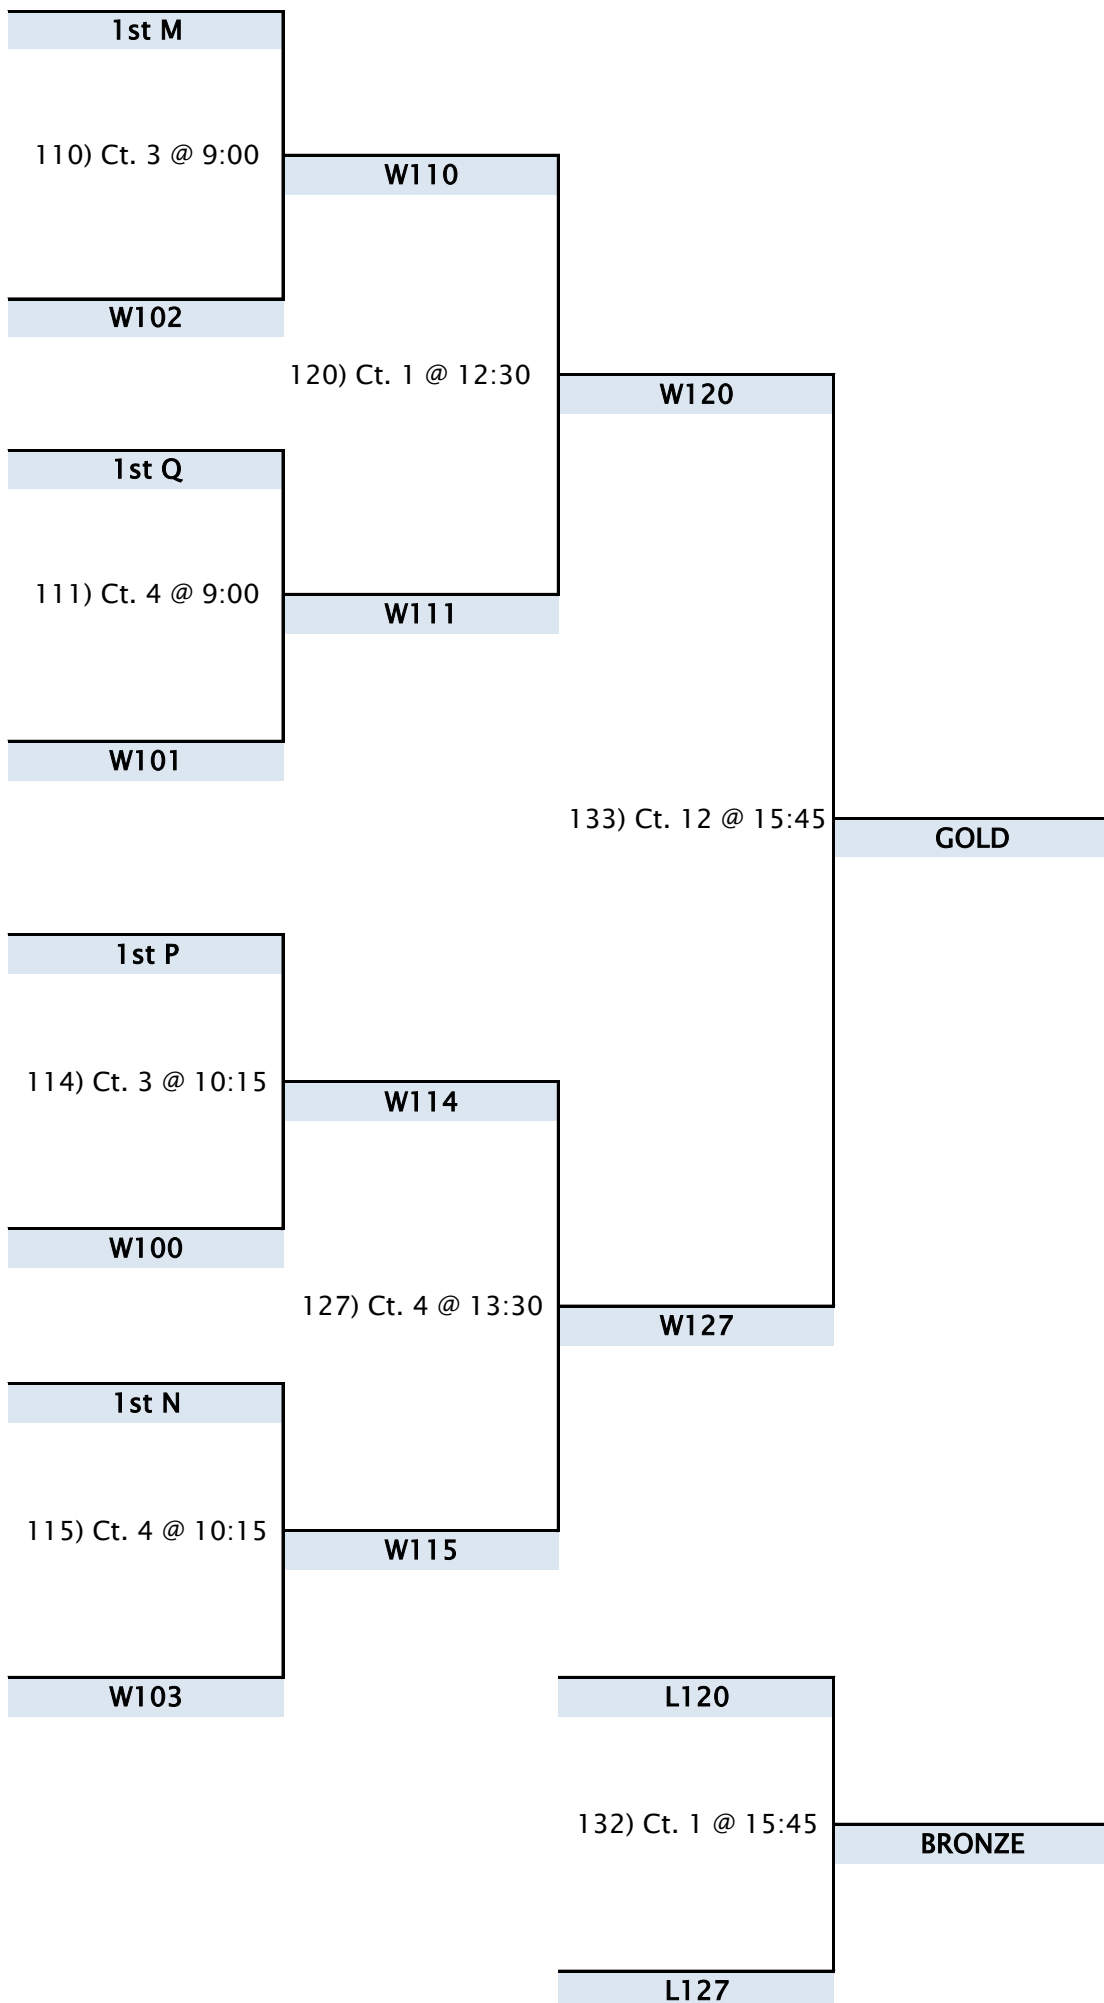 1st M
110) Ct. 3 @ 9:00
W110
W102
120) Ct. 1 @ 12:30
W120
1st Q
111) Ct. 4 @ 9:00
W111
W101
133) Ct. 12 @ 15:45
GOLD
1st P
114) Ct. 3 @ 10:15
W114
W100
127) Ct. 4 @ 13:30
W127
1st N
115) Ct. 4 @ 10:15
W115
W103
L120
132) Ct. 1 @ 15:45
BRONZE
L127